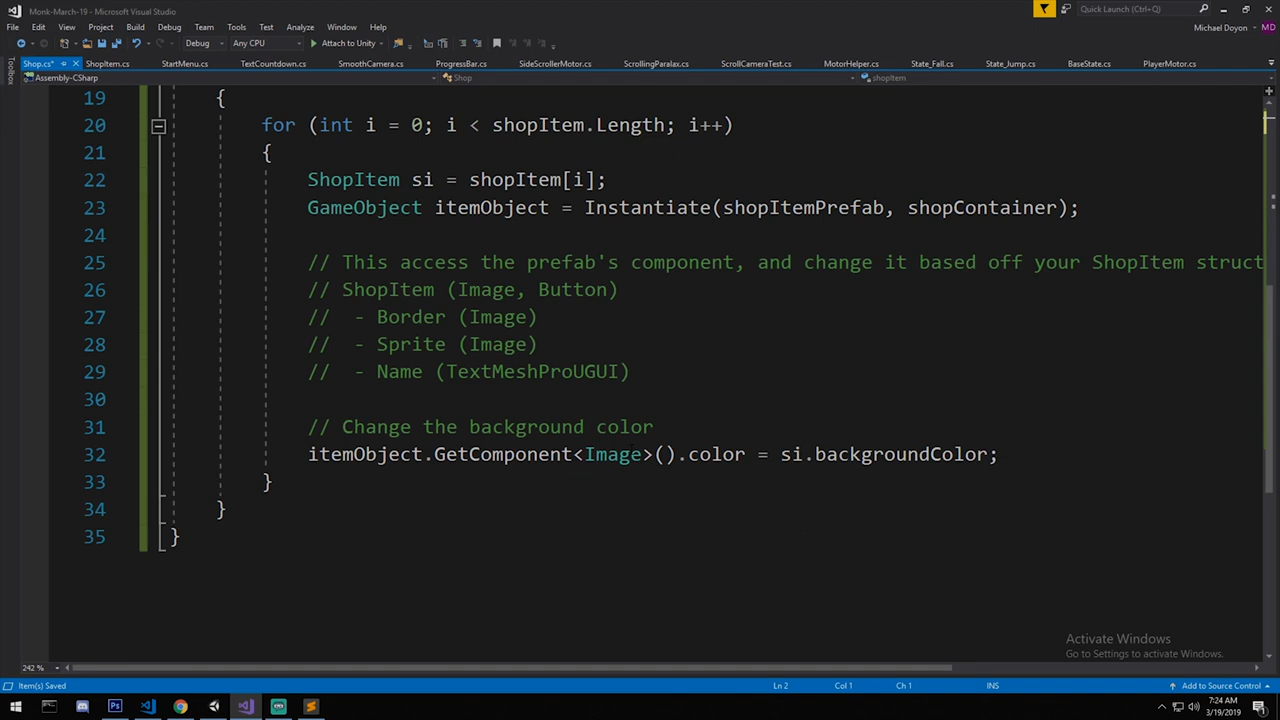 Monk-March-19 - Microsoft Visual Studio
Quick Launch (Ctrl+Q)
File Edit View Project Build Debug Team Tools Test Analyze Window Help
Michael Doyon MD
Debug Any CPU Attach to Unity
Toolbox
Shop.cs* ShopItem.cs StartMenu.cs TextCountdown.cs SmoothCamera.cs ProgressBar.cs SideScrollerMotor.cs ScrollingParalax.cs ScrollCameraTest.cs MotorHelper.cs State_Fall.cs State_Jump.cs BaseState.cs PlayerMotor.cs
Assembly-CSharp Shop shopItem
19 {
20 for (int i = 0; i < shopItem.Length; i++)
21 {
22 ShopItem si = shopItem[i];
23 GameObject itemObject = Instantiate(shopItemPrefab, shopContainer);
24
25 // This access the prefab's component, and change it based off your ShopItem struct
26 // ShopItem (Image, Button)
27 // - Border (Image)
28 // - Sprite (Image)
29 // - Name (TextMeshProUGUI)
30
31 // Change the background color
32 itemObject.GetComponent<Image>().color = si.backgroundColor;
33 }
34 }
35 }
Activate Windows
Go to Settings to activate Windows.
242 %
Item(s) Saved Ln 2 Col 1 Ch 1 INS Add to Source Control
7:24 AM
3/19/2019